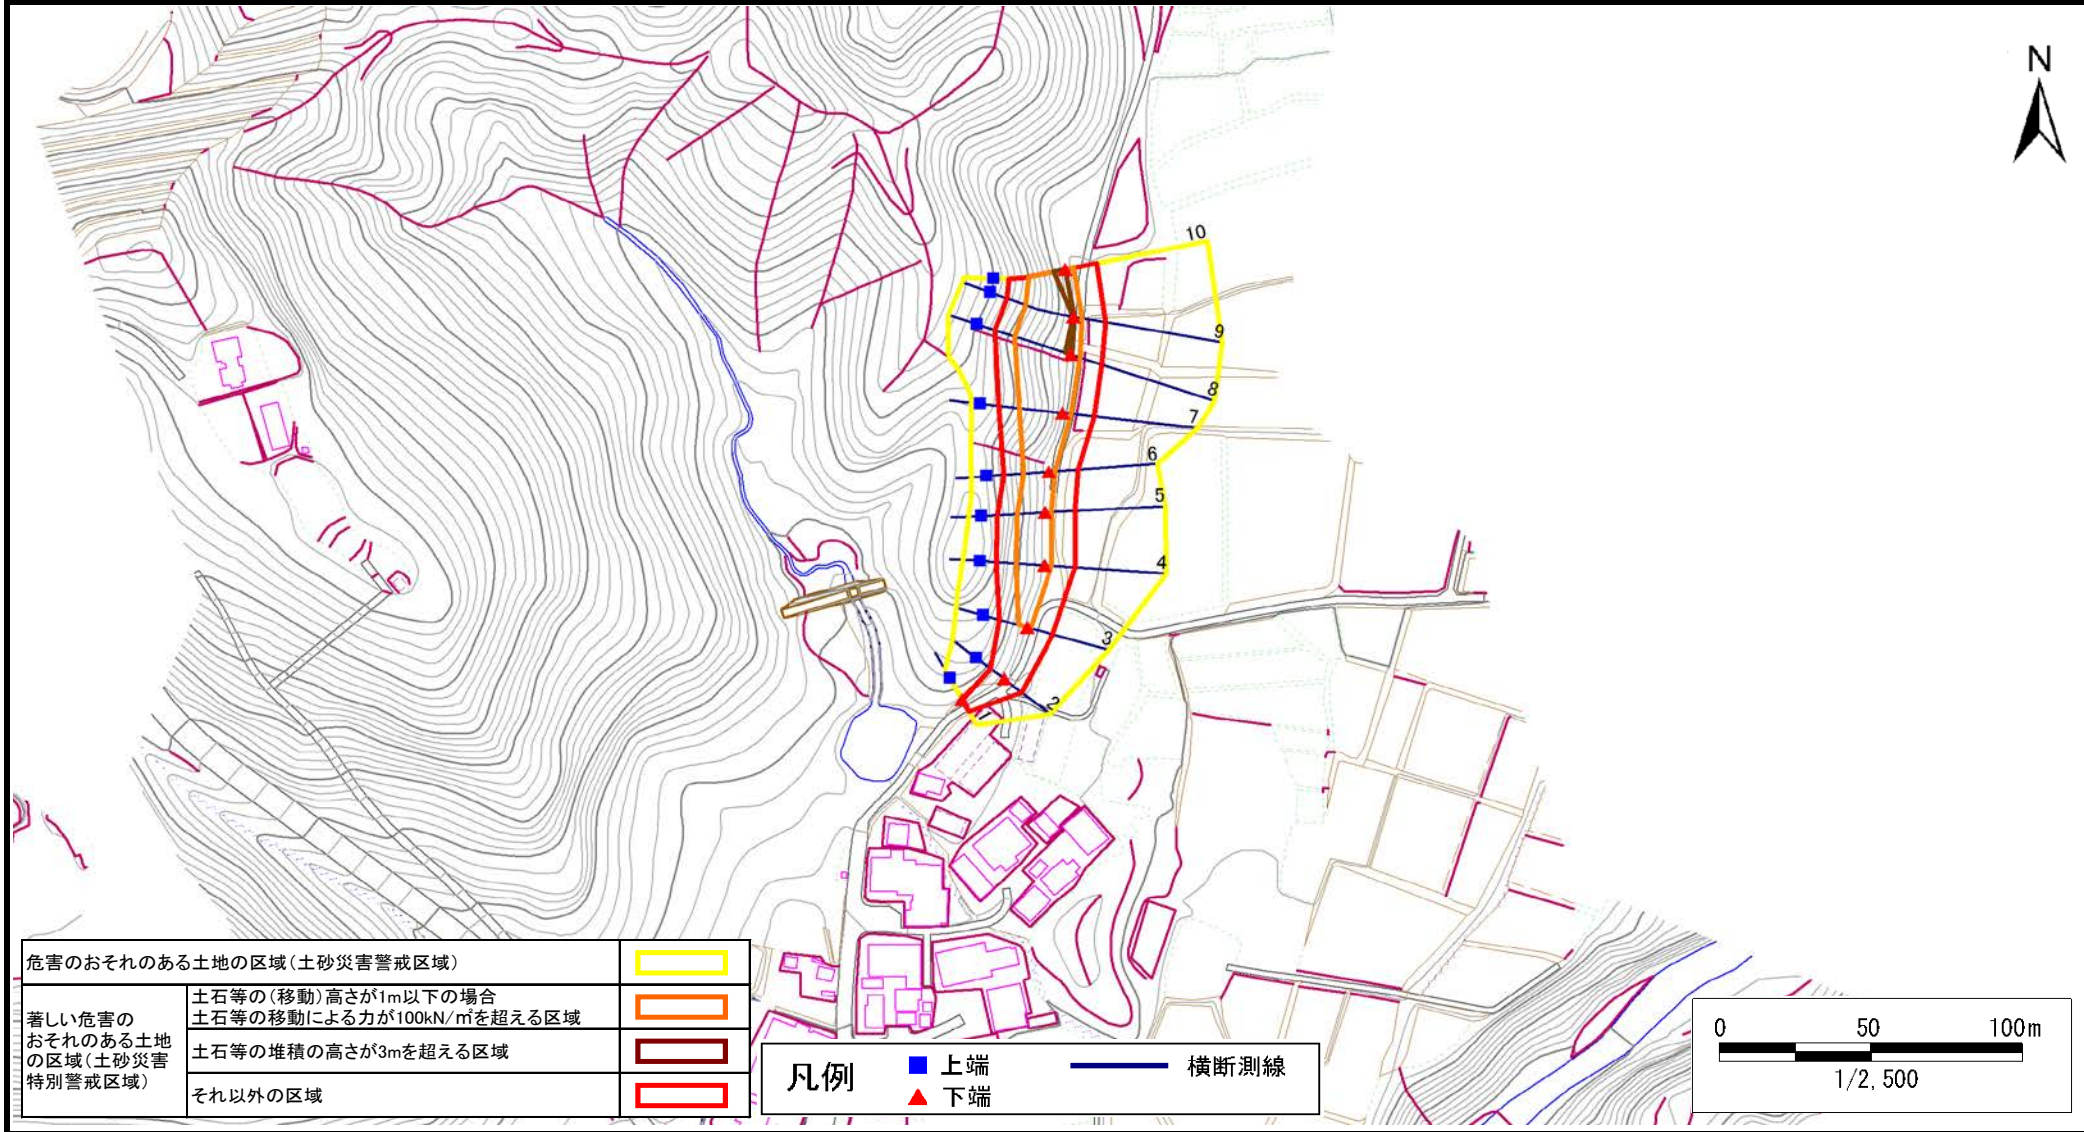 N
10
9
8
7
6
5
4
3
2
1
危害のおそれのある土地の区域(土砂災害警戒区域)
著しい危害の
おそれのある土地
の区域(土砂災害
特別警戒区域)
土石等の(移動)高さが1m以下の場合
土石等の移動による力が100kN/㎡を超える区域
土石等の堆積の高さが3mを超える区域
それ以外の区域
凡例
上端
下端
横断測線
0 50 100m
1/2,500